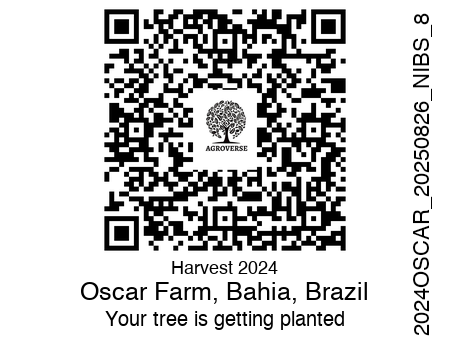 AGROVERSE
Harvest 2024
Oscar Farm, Bahia, Brazil
Your tree is getting planted
2024OSCAR_20250826_NIBS_8